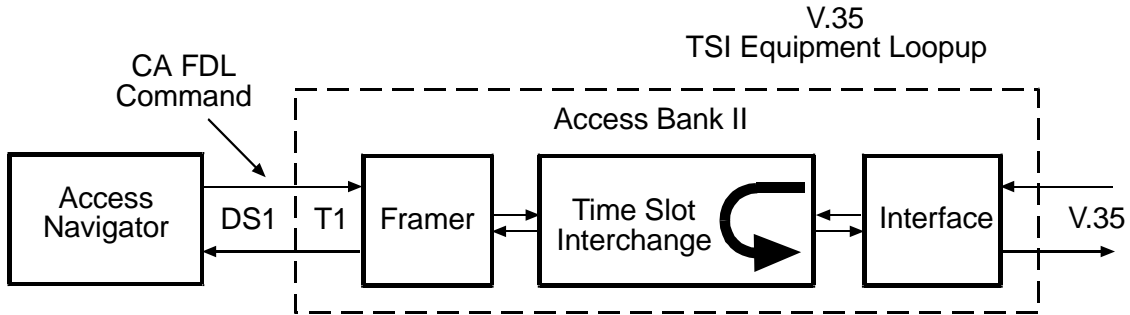 V.35
TSI Equipment Loopup
CA FDL
Command
Access Bank II
Access
Navigator
DS1
T1
Framer
Time Slot
Interchange
Interface
V.35